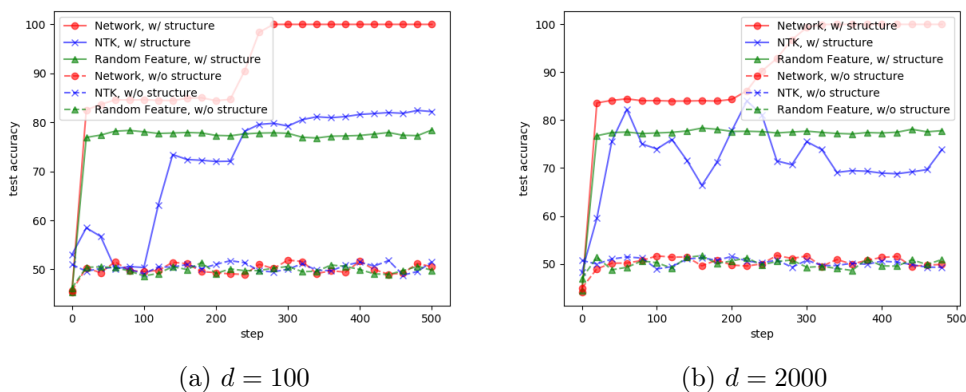 test accuracy
100
90
80
70
60
50
Network, w/ structure
NTK, w/ structure
Random Feature, w/ structure
Network, w/o structure
NTK, w/o structure
Random Feature, w/o structure
0 100 200 300 400 500
step
(a) d = 100
test accuracy
100
90
80
70
60
50
Network, w/ structure
NTK, w/ structure
Random Feature, w/ structure
Network, w/o structure
NTK, w/o structure
Random Feature, w/o structure
0 100 200 300 400 500
step
(b) d = 2000